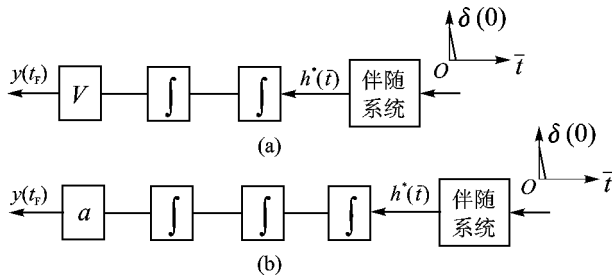 δ(0)
y(t_F) V ∫ ∫ h*(t̄) 伴随系统 O t̄
(a)
δ(0)
y(t_F) a ∫ ∫ ∫ h*(t̄) 伴随系统 O t̄
(b)